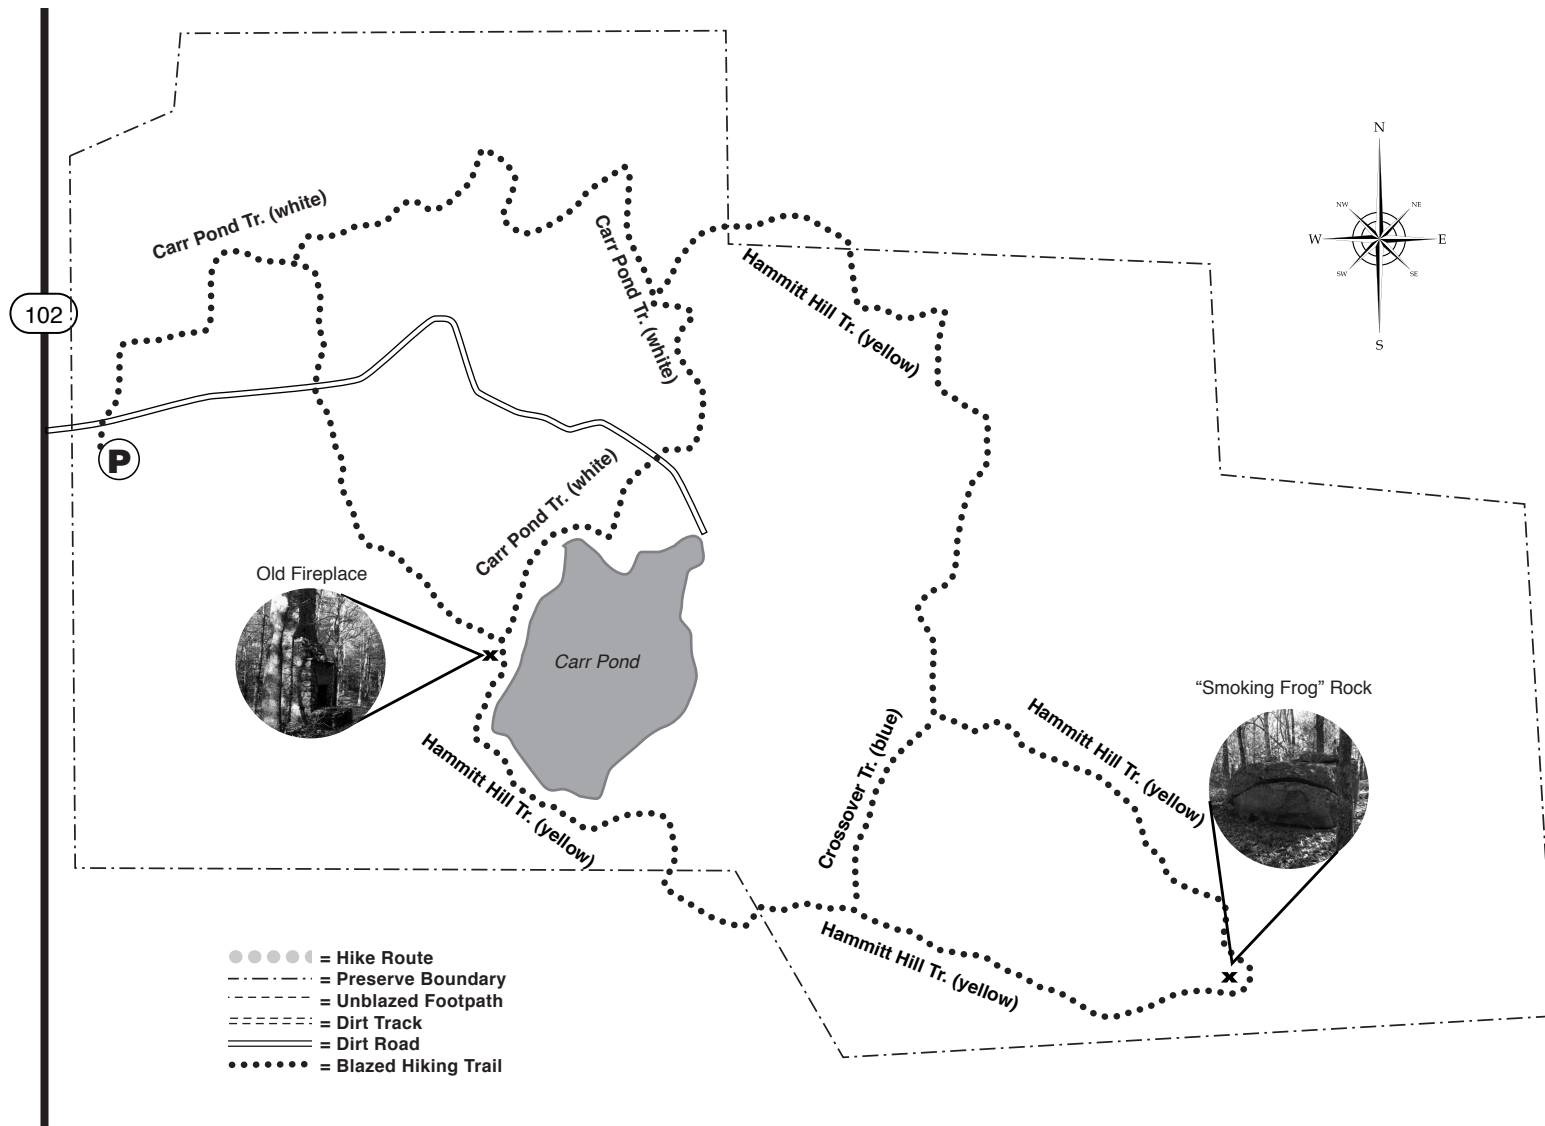 N
NW
NE
W
E
SW
SE
S
102
P
Carr Pond Tr. (white)
Carr Pond Tr. (white)
Hammitt Hill Tr. (yellow)
Carr Pond Tr. (white)
Old Fireplace
Carr Pond
“Smoking Frog” Rock
Hammitt Hill Tr. (yellow)
Crossover Tr. (blue)
Hammitt Hill Tr. (yellow)
Hammitt Hill Tr. (yellow)
= Hike Route
= Preserve Boundary
= Unblazed Footpath
= Dirt Track
= Dirt Road
= Blazed Hiking Trail